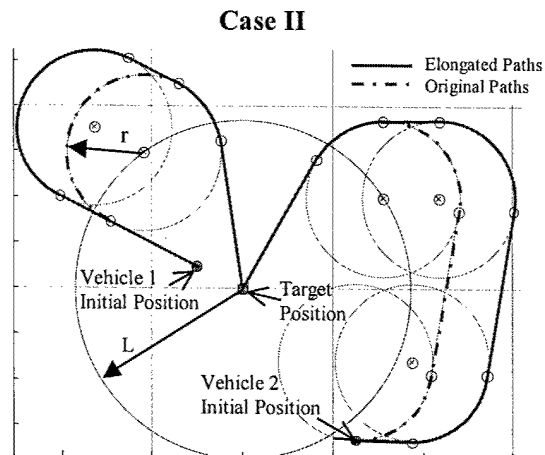 Case II
Elongated Paths
Original Paths
r
Vehicle 1
Initial Position
Target
Position
L
Vehicle 2
Initial Position